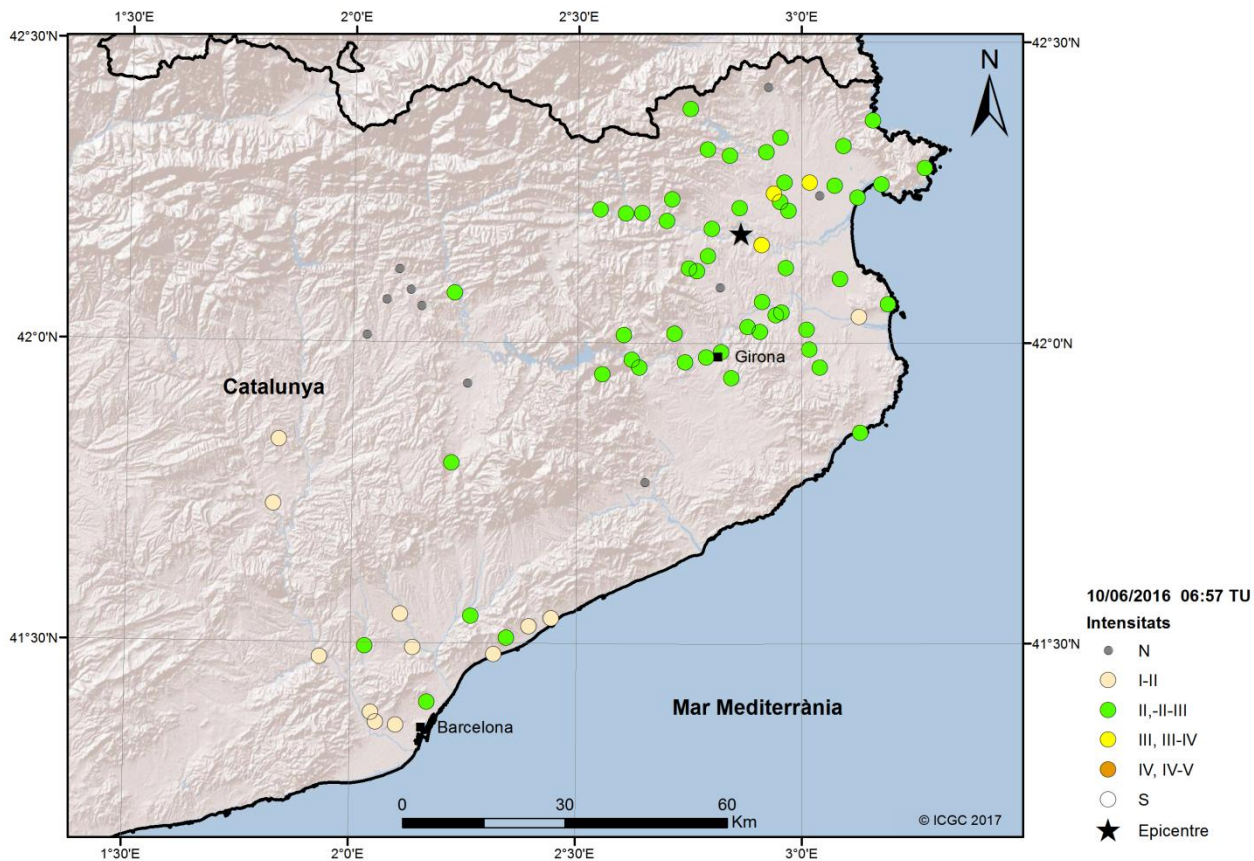 1°30'E
2°0'E
2°30'E
3°0'E
42°30'N
42°30'N
N
42°0'N
42°0'N
Girona
Catalunya
41°30'N
41°30'N
Mar Mediterrània
Barcelona
0
30
60
Km
© ICGC 2017
1°30'E
2°0'E
2°30'E
3°0'E
10/06/2016 06:57 TU
Intensitats
N
I-II
II,-II-III
III, III-IV
IV, IV-V
S
Epicentre